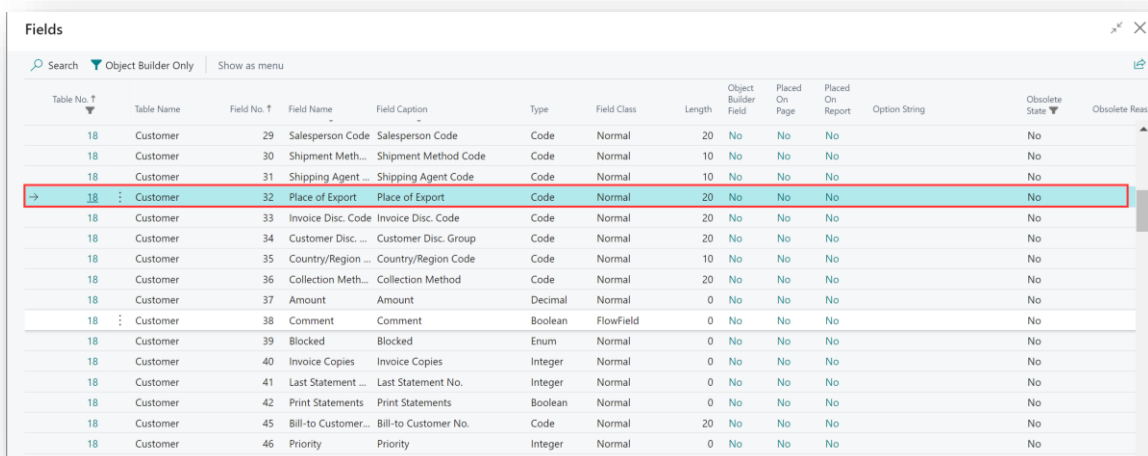 Fields
Search Object Builder Only Show as menu
Table No. ↑ Table Name Field No. ↑ Field Name Field Caption Type Field Class Length Object Builder Field Placed On Page Placed On Report Option String Obsolete State Obsolete Reas
18 Customer 29 Salesperson Code Salesperson Code Code Normal 20 No No No No
18 Customer 30 Shipment Meth... Shipment Method Code Code Normal 10 No No No No
18 Customer 31 Shipping Agent ... Shipping Agent Code Code Normal 10 No No No No
→ 18 Customer 32 Place of Export Place of Export Code Normal 20 No No No No
18 Customer 33 Invoice Disc. Code Invoice Disc. Code Code Normal 20 No No No No
18 Customer 34 Customer Disc. ... Customer Disc. Group Code Normal 20 No No No No
18 Customer 35 Country/Region ... Country/Region Code Code Normal 10 No No No No
18 Customer 36 Collection Meth... Collection Method Code Normal 20 No No No No
18 Customer 37 Amount Amount Decimal Normal 0 No No No No
18 Customer 38 Comment Comment Boolean FlowField 0 No No No No
18 Customer 39 Blocked Blocked Enum Normal 0 No No No No
18 Customer 40 Invoice Copies Invoice Copies Integer Normal 0 No No No No
18 Customer 41 Last Statement ... Last Statement No. Integer Normal 0 No No No No
18 Customer 42 Print Statements Print Statements Boolean Normal 0 No No No No
18 Customer 45 Bill-to Customer... Bill-to Customer No. Code Normal 20 No No No No
18 Customer 46 Priority Priority Integer Normal 0 No No No No